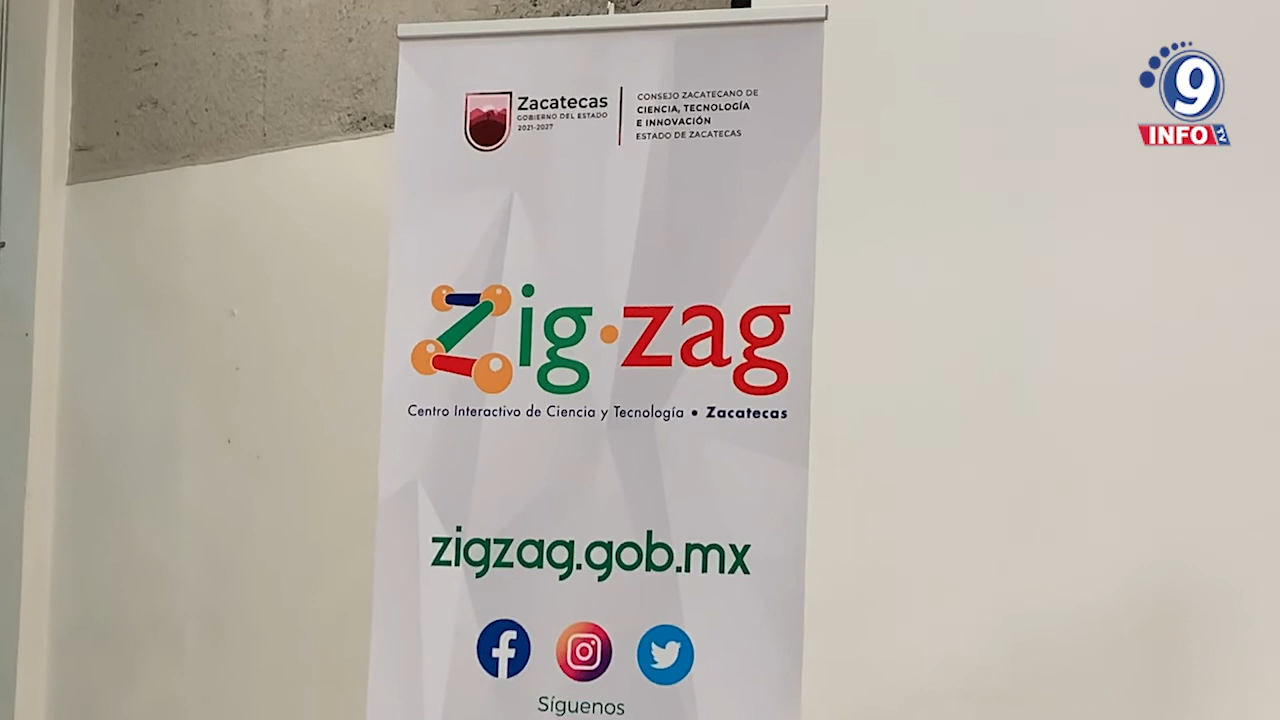 Zacatecas
GOBIERNO DEL ESTADO
2021-2027
CONSEJO ZACATECANO DE
CIENCIA, TECNOLOGÍA
E INNOVACIÓN
ESTADO DE ZACATECAS
9
INFO TV
Zig·zag
Centro Interactivo de Ciencia y Tecnología • Zacatecas
zigzag.gob.mx
Síguenos